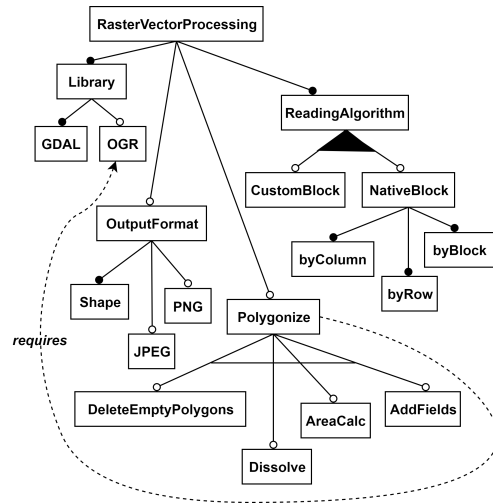 RasterVectorProcessing
Library
ReadingAlgorithm
GDAL
OGR
CustomBlock
NativeBlock
OutputFormat
byColumn
byBlock
byRow
Shape
PNG
JPEG
Polygonize
requires
DeleteEmptyPolygons
AreaCalc
AddFields
Dissolve